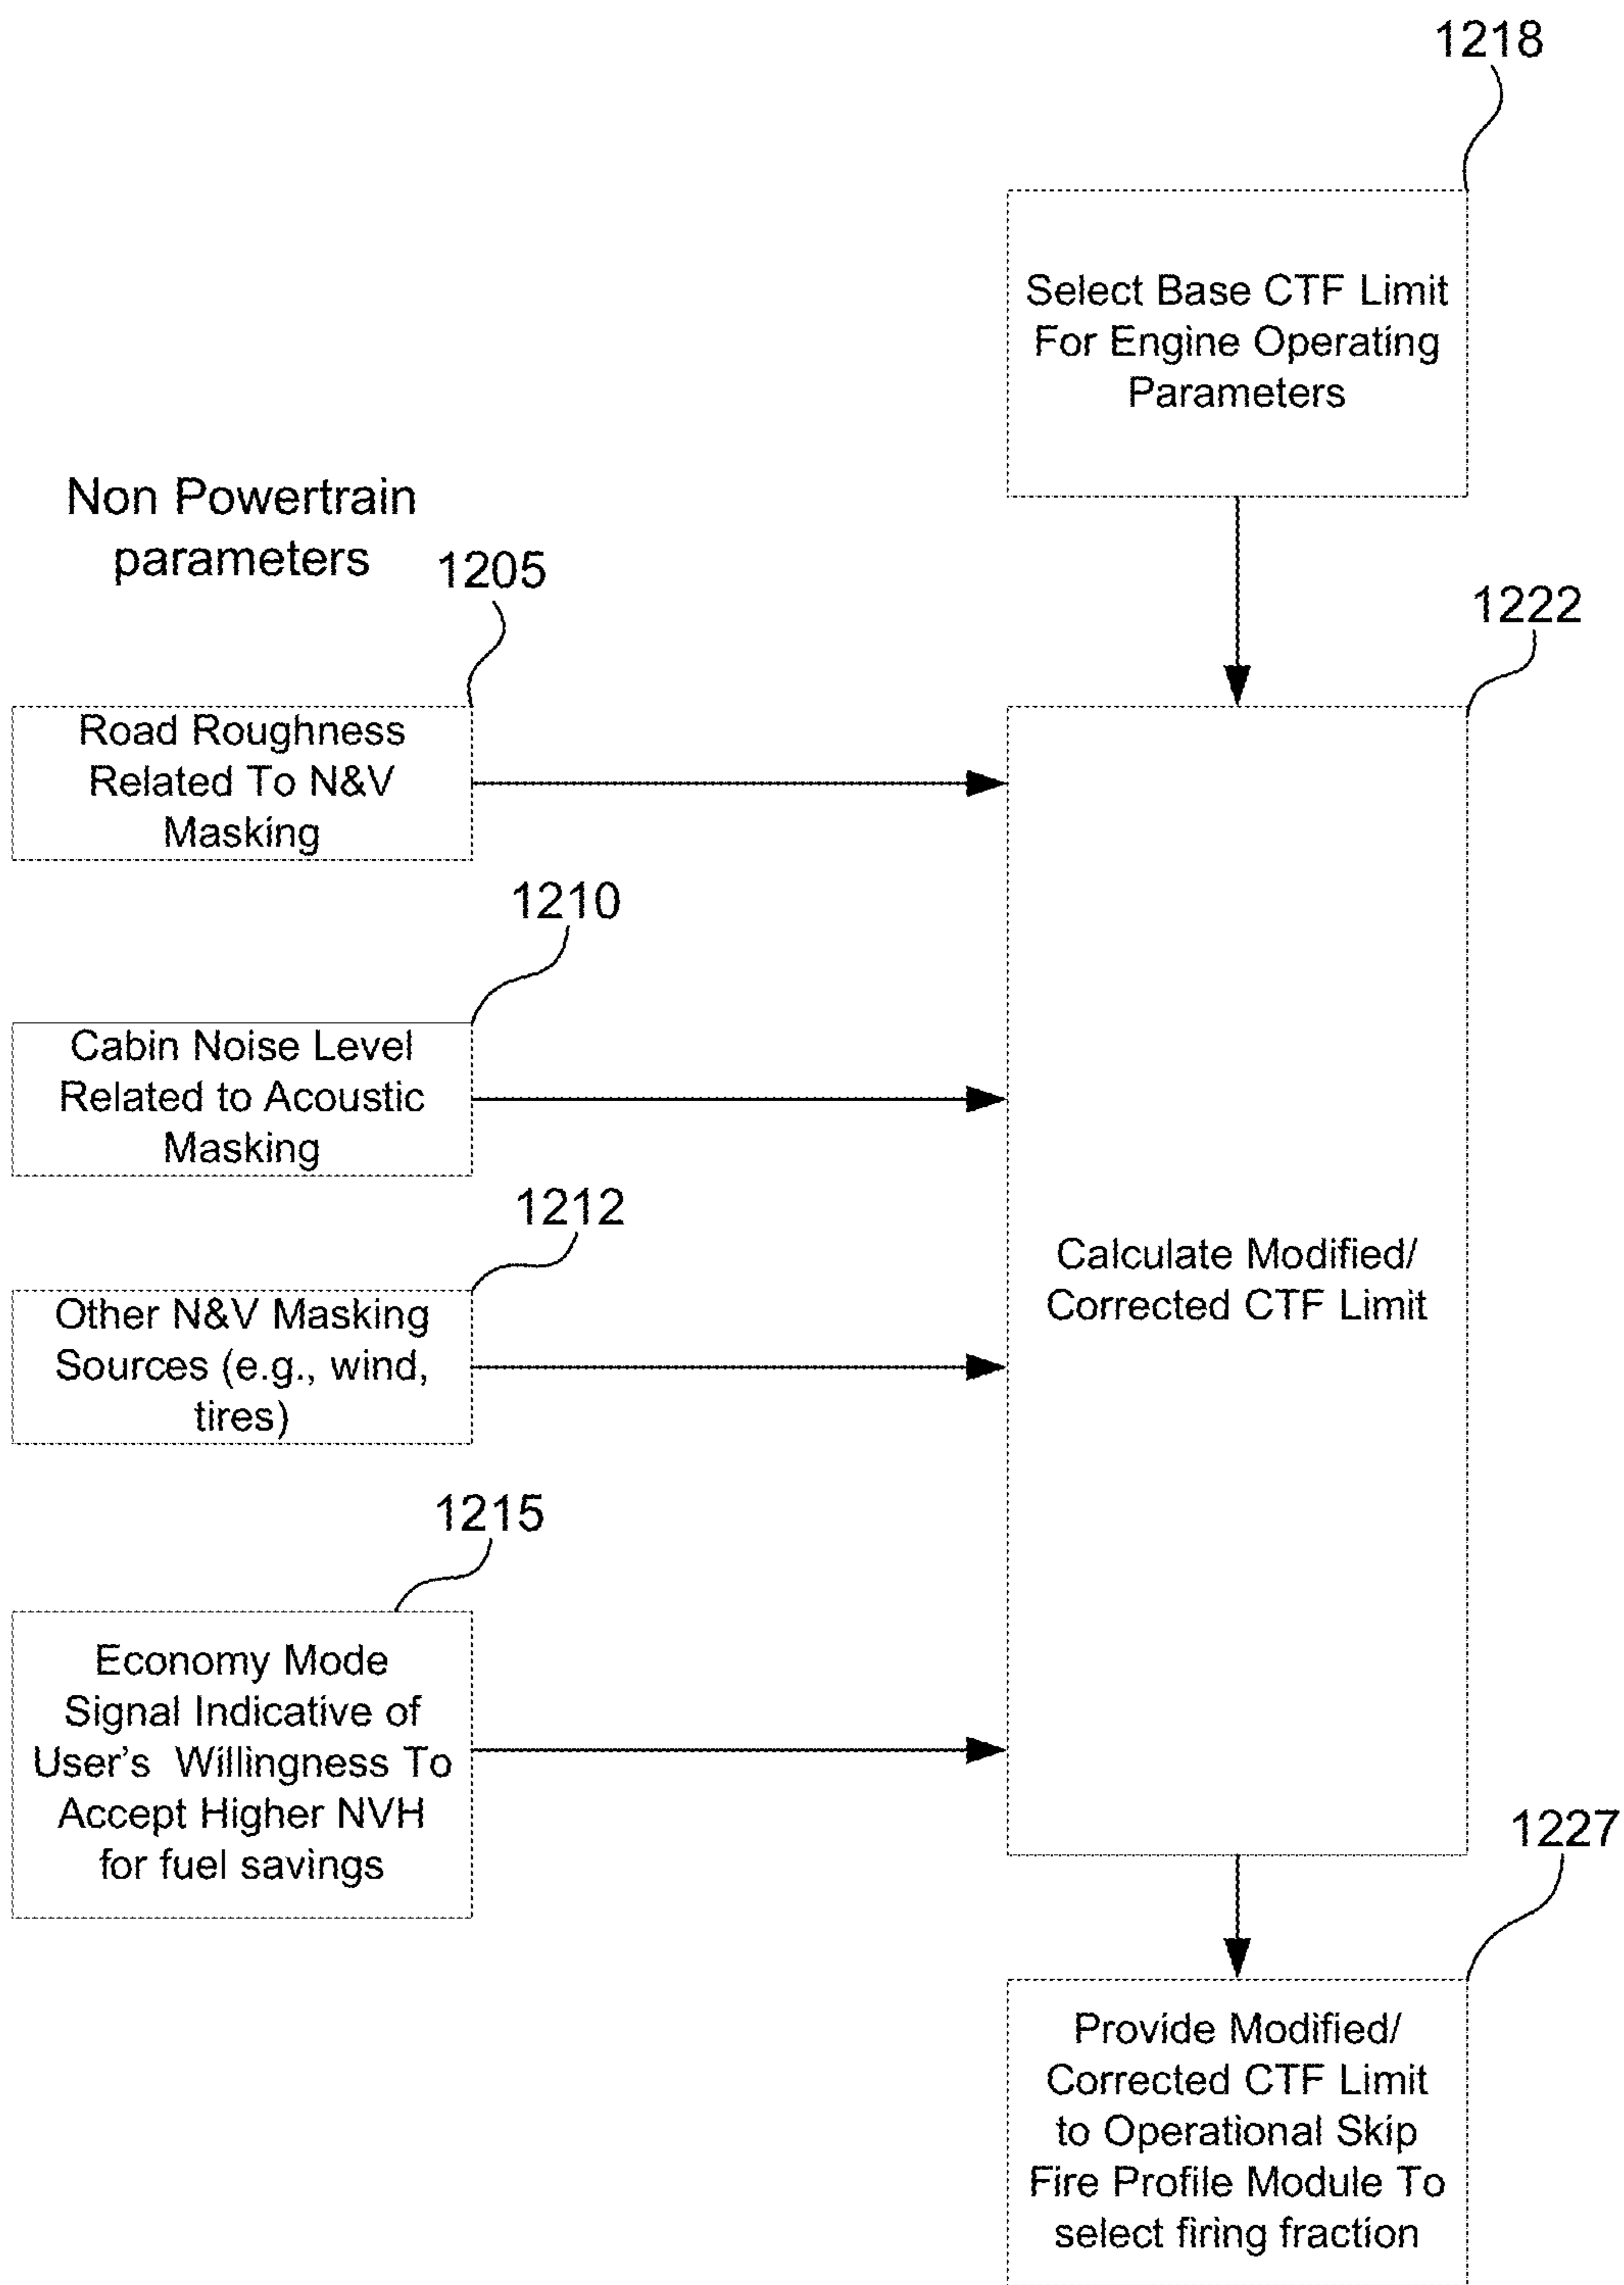 1218
Select Base CTF Limit
For Engine Operating
Parameters
Non Powertrain
parameters
1205
1222
Road Roughness
Related To N&V
Masking
1210
Cabin Noise Level
Related to Acoustic
Masking
1212
Other N&V Masking
Sources (e.g., wind,
tires)
Calculate Modified/
Corrected CTF Limit
1215
Economy Mode
Signal Indicative of
User's  Willingness To
Accept Higher NVH
for fuel savings
1227
Provide Modified/
Corrected CTF Limit
to Operational Skip
Fire Profile Module To
select firing fraction